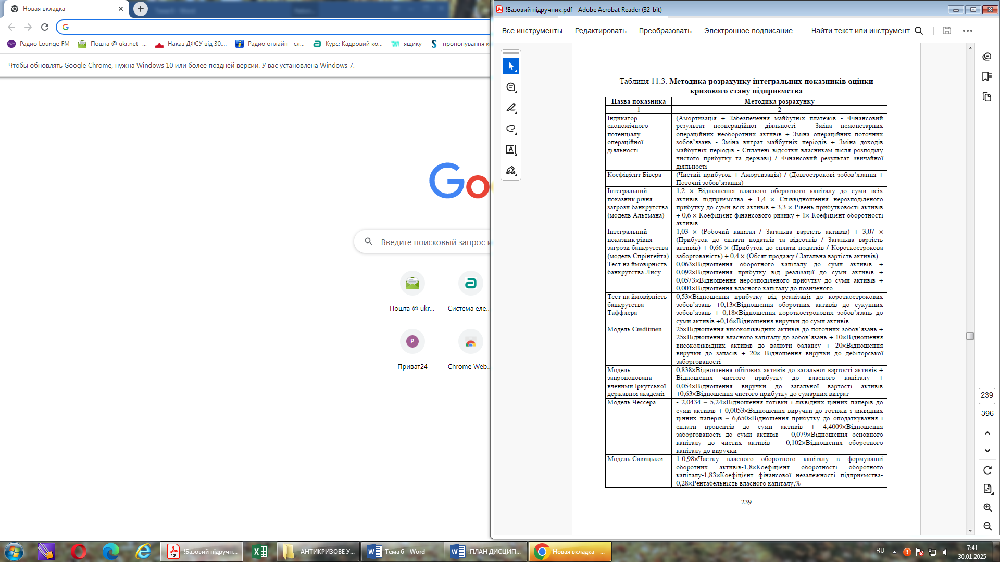 Новая вкладка
Радио Lounge FM
Пошта @ ukr.net -...
Наказ ДФСУ від 30....
Радио онлайн - сл...
Курс: Кадровий ко...
ящику
пропонування к
Чтобы обновлять Google Chrome, нужна Windows 10 или более поздней версии. У вас установлена Windows 7.
Go
Введите поисковый запрос и
Пошта @ ukr...
Система еле...
P
Приват24
Chrome Web...
!Базовий підручник.pdf - Adobe Acrobat Reader (32-bit)
Все инструменты
Редактировать
Преобразовать
Электронное подписание
Найти текст или инструмент
Таблиця 11.3. Методика розрахунку інтегральних показників оцінки
кризового стану підприємства
Назва показника
Методика розрахунку
1
2
Індикатор
економічного
потенціалу
операційної
діяльності
(Амортизація + Забезпечення майбутніх платежів - Фінансовий
результат неопераційної діяльності - Зміна немонетарних
операційних необоротних активів + Зміна операційних поточних
зобов’язань - Зміна витрат майбутніх періодів + Зміна доходів
майбутніх періодів - Сплачені відсотки власникам після розподілу
чистого прибутку та державі) / Фінансовий результат звичайної
діяльності
Коефіцієнт Бівера
(Чистий прибуток + Амортизація) / (Довгострокові зобов’язання +
Поточні зобов’язання)
Інтегральний
показник рівня
загрози банкрутства
(модель Альтмана)
1,2 × Відношення власного оборотного капіталу до суми всіх
активів підприємства + 1,4 × Співвідношення нерозподіленого
прибутку до суми всіх активів + 3,3 × Рівень прибутковості активів
+ 0,6 × Коефіцієнт фінансового ризику + 1× Коефіцієнт оборотності
активів
Інтегральний
показник рівня
загрози банкрутства
(модель Спрінгейта)
1,03 × (Робочий капітал / Загальна вартість активів) + 3,07 ×
(Прибуток до сплати податків та відсотків / Загальна вартість
активів) + 0,66 × (Прибуток до сплати податків / Короткострокова
заборгованість) + 0,4 × (Обсяг продажу / Загальна вартість активів)
Тест на ймовірність
банкрутства Лису
0,063×Відношення оборотного капіталу до суми активів +
0,092×Відношення прибутку від реалізації до суми активів +
0,0573×Відношення нерозподіленого прибутку до суми активів +
0,001×Відношення власного капіталу до позиченого
Тест на ймовірність
банкрутства
Таффлера
0,53×Відношення прибутку від реалізації до короткострокових
зобов’язань +0,13×Відношення оборотних активів до сукупних
зобов’язань + 0,18×Відношення короткострокових зобов’язань до
суми активів +0,16×Відношення виручки до суми активів
Модель Creditmen
25×Відношення високоліквідних активів до поточних зобов’язань +
25×Відношення власного капіталу до зобов’язань + 10×Відношення
високоліквідних активів до валюти балансу + 20×Відношення
виручки до запасів + 20× Відношення виручки до дебіторської
заборгованості
Модель
запропонована
вченими Іркутської
державної академії
0,838×Відношення обігових активів до загальної вартості активів +
Відношення чистого прибутку до власного капіталу +
0,054×Відношення виручки до загальної вартості активів
+0,63×Відношення чистого прибутку до сумарних витрат
Модель Чессера
- 2,0434 – 5,24×Відношення готівки і ліквідних цінних паперів до
суми активів + 0,0053×Відношення виручки до готівки і ліквідних
цінних паперів – 6,650×Відношення прибутку до оподаткування і
сплати процентів до суми активів + 4,4009×Відношення
заборгованості до суми активів – 0,079×Відношення основного
капіталу до чистих активів – 0,102×Відношення оборотного
капіталу до виручки
Модель Савицької
1-0,98×Частку власного оборотного капіталу в формуванні
оборотних активів-1,8×Коефіцієнт оборотності оборотного
капіталу-1,83×Коефіцієнт фінансової незалежності підприємства-
0,28×Рентабельність власного капіталу,%
239
239
396
!Базовий підручн...
АНТИКРИЗОВЕ У...
Тема 6 - Word
!ПЛАН ДИСЦИП...
Новая вкладка - ...
RU
7:41
30.01.2025